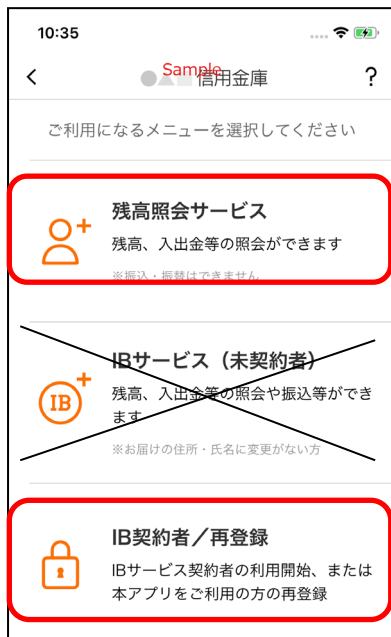 10:35
Sample
信用金庫
?
ご利用になるメニューを選択してください
残高照会サービス
残高、入出金等の照会ができます
※振込・振替はできません
IBサービス（未契約者）
IB
残高、入出金等の照会や振込等ができ
ます
※お届けの住所・氏名に変更がない方
IB契約者／再登録
IBサービス契約者の利用開始、または
本アプリをご利用の方の再登録